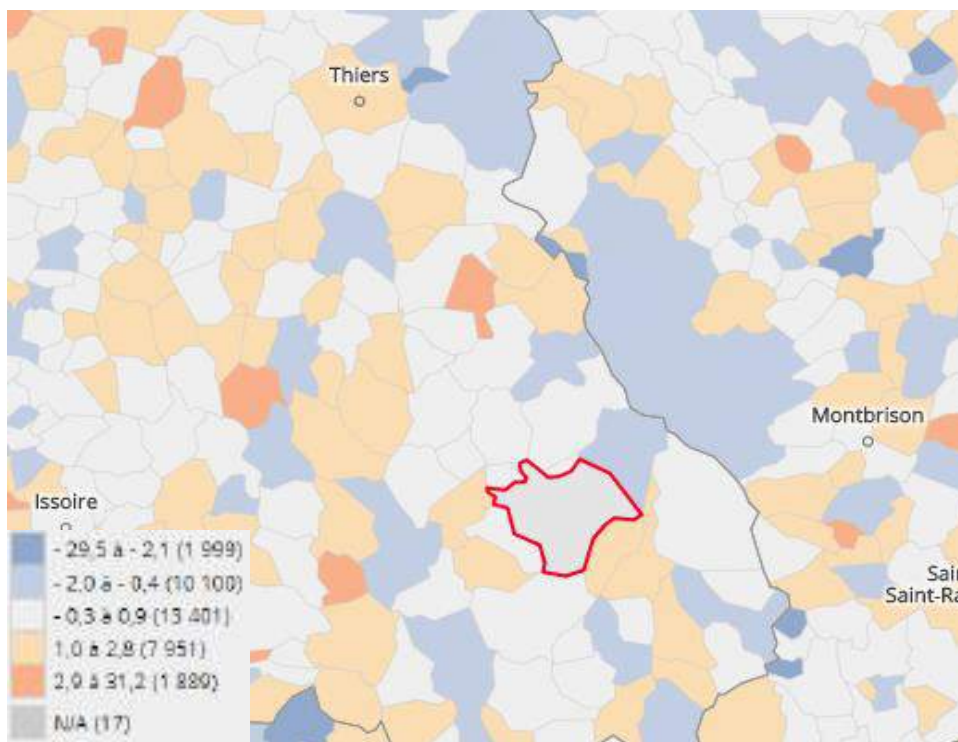 Thiers
Montbrison
Issoire
Sain
Saint-Ra
- 29,5 à - 2,1 (1 999)
- 2,0 à - 0,4 (10 100)
- 0,3 à 0,9 (13 401)
1,0 à 2,8 (7 951)
2,9 à 31,2 (1 889)
N/A (17)